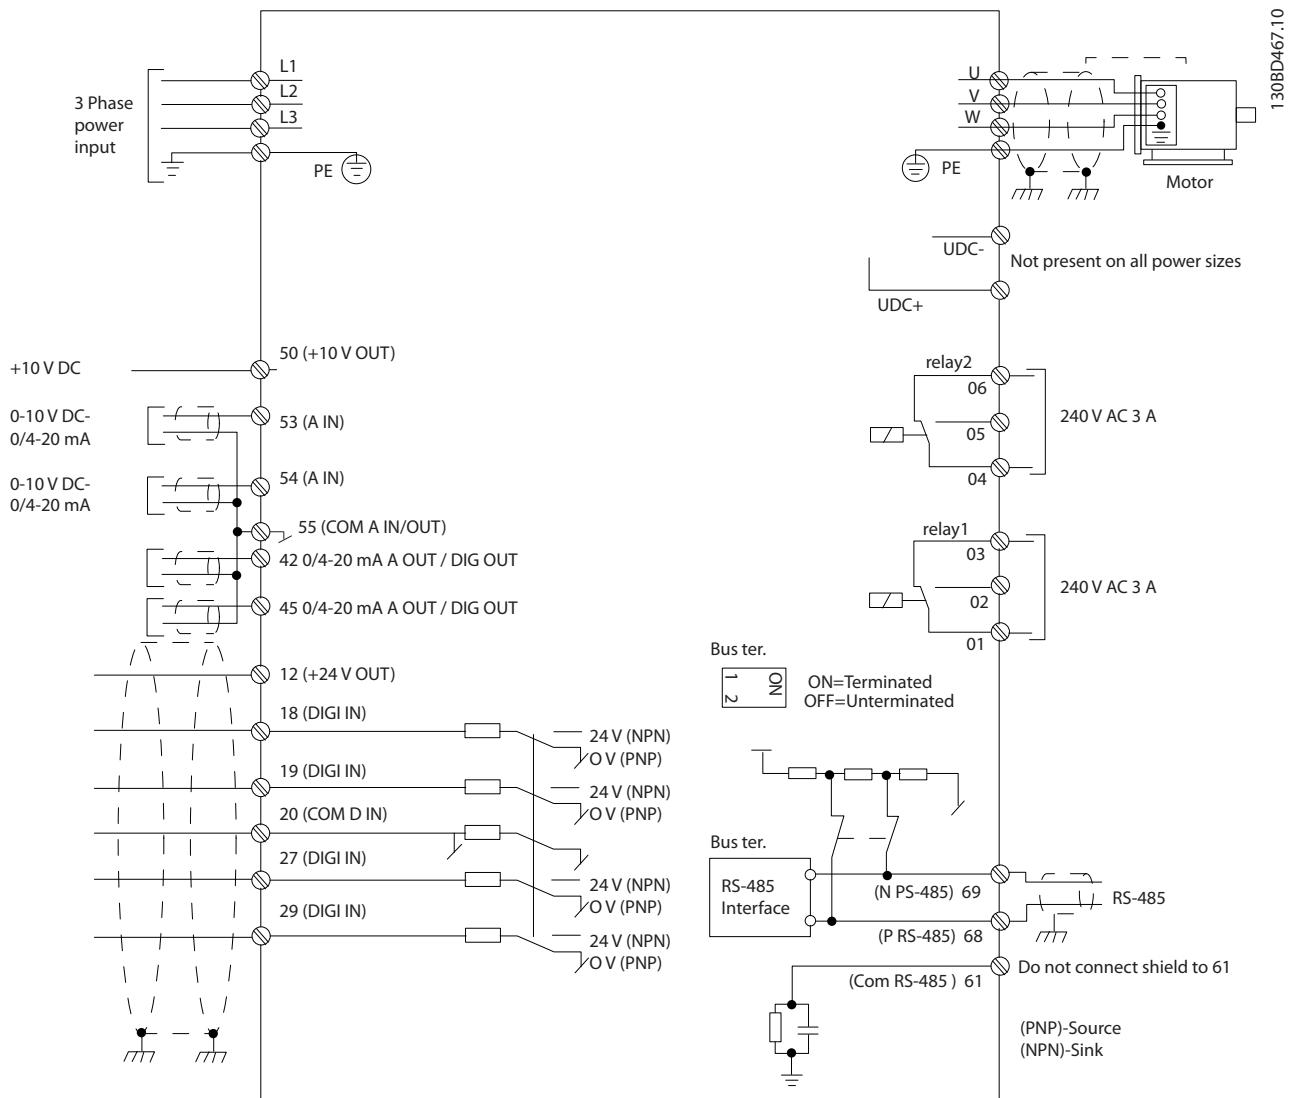 130BD467.10
L1
L2
L3
3 Phase
power
input
PE
U
V
W
PE
Motor
UDC-
Not present on all power sizes
UDC+
+10 V DC
50 (+10 V OUT)
0-10 V DC-
0/4-20 mA
53 (A IN)
0-10 V DC-
0/4-20 mA
54 (A IN)
55 (COM A IN/OUT)
42 0/4-20 mA A OUT / DIG OUT
45 0/4-20 mA A OUT / DIG OUT
12 (+24 V OUT)
18 (DIGI IN)
24 V (NPN)
O V (PNP)
19 (DIGI IN)
24 V (NPN)
O V (PNP)
20 (COM D IN)
27 (DIGI IN)
24 V (NPN)
O V (PNP)
29 (DIGI IN)
24 V (NPN)
O V (PNP)
relay2
06
05
04
240 V AC 3 A
relay1
03
02
01
240 V AC 3 A
Bus ter.
1
2
ON
ON=Terminated
OFF=Unterminated
Bus ter.
RS-485
Interface
(N PS-485) 69
RS-485
(P RS-485) 68
(Com RS-485 ) 61
Do not connect shield to 61
(PNP)-Source
(NPN)-Sink